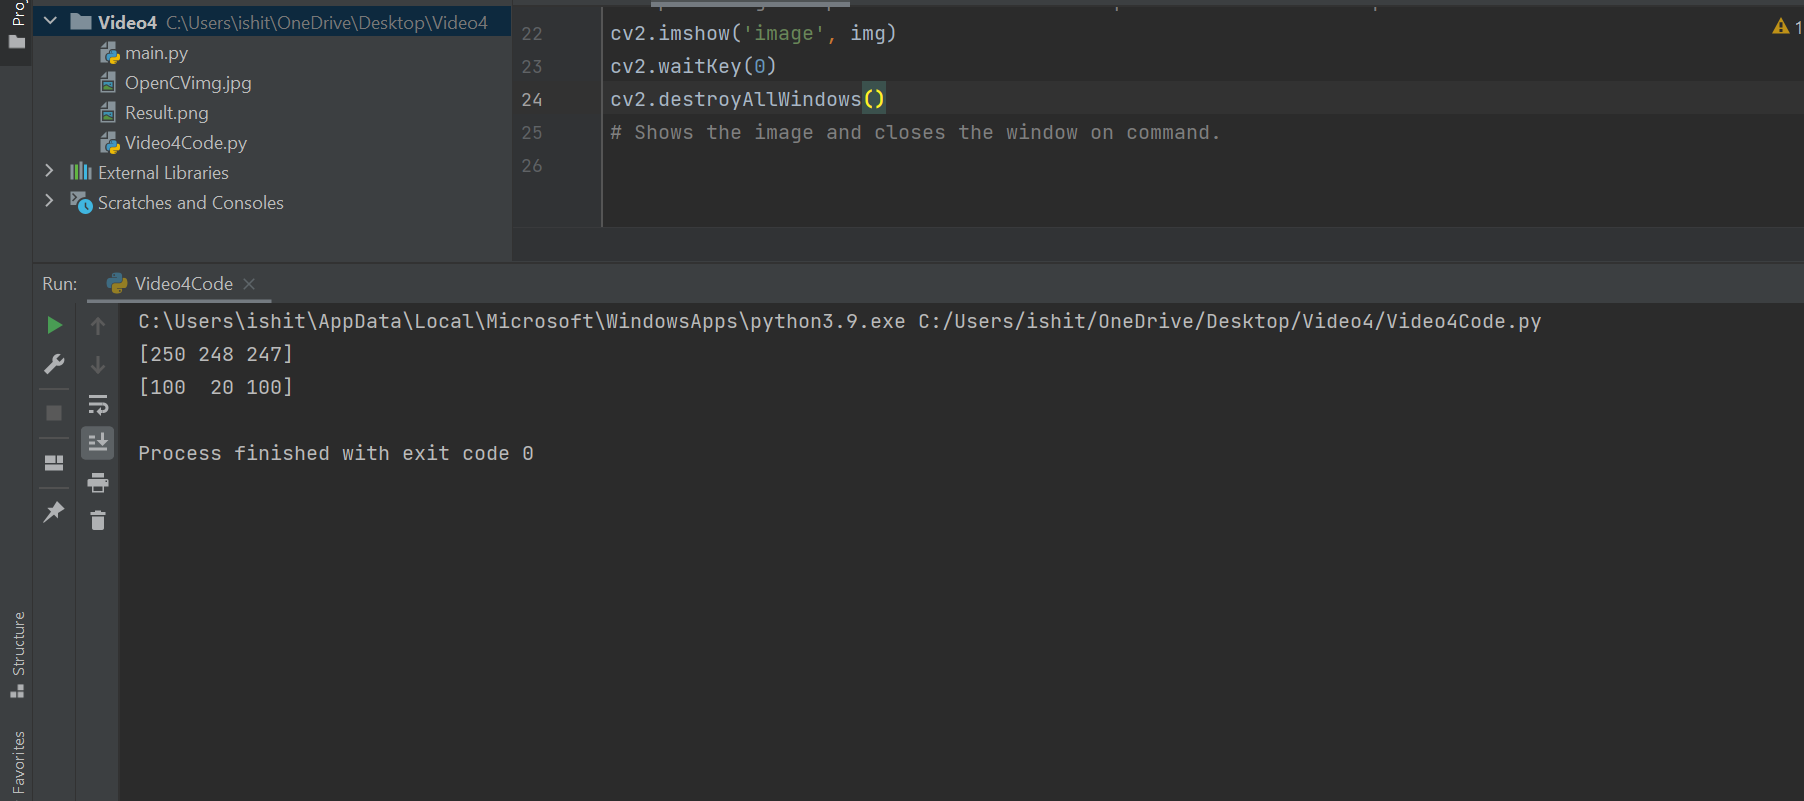 Video4 C:\Users\ishit\OneDrive\Desktop\Video4
main.py
OpenCVimg.jpg
Result.png
Video4Code.py
External Libraries
Scratches and Consoles
22 cv2.imshow('image', img)
23 cv2.waitKey(0)
24 cv2.destroyAllWindows()
25 # Shows the image and closes the window on command.
26
1
Run: Video4Code
C:\Users\ishit\AppData\Local\Microsoft\WindowsApps\python3.9.exe C:/Users/ishit/OneDrive/Desktop/Video4/Video4Code.py
[250 248 247]
[100  20 100]
Process finished with exit code 0
Structure
Favorites